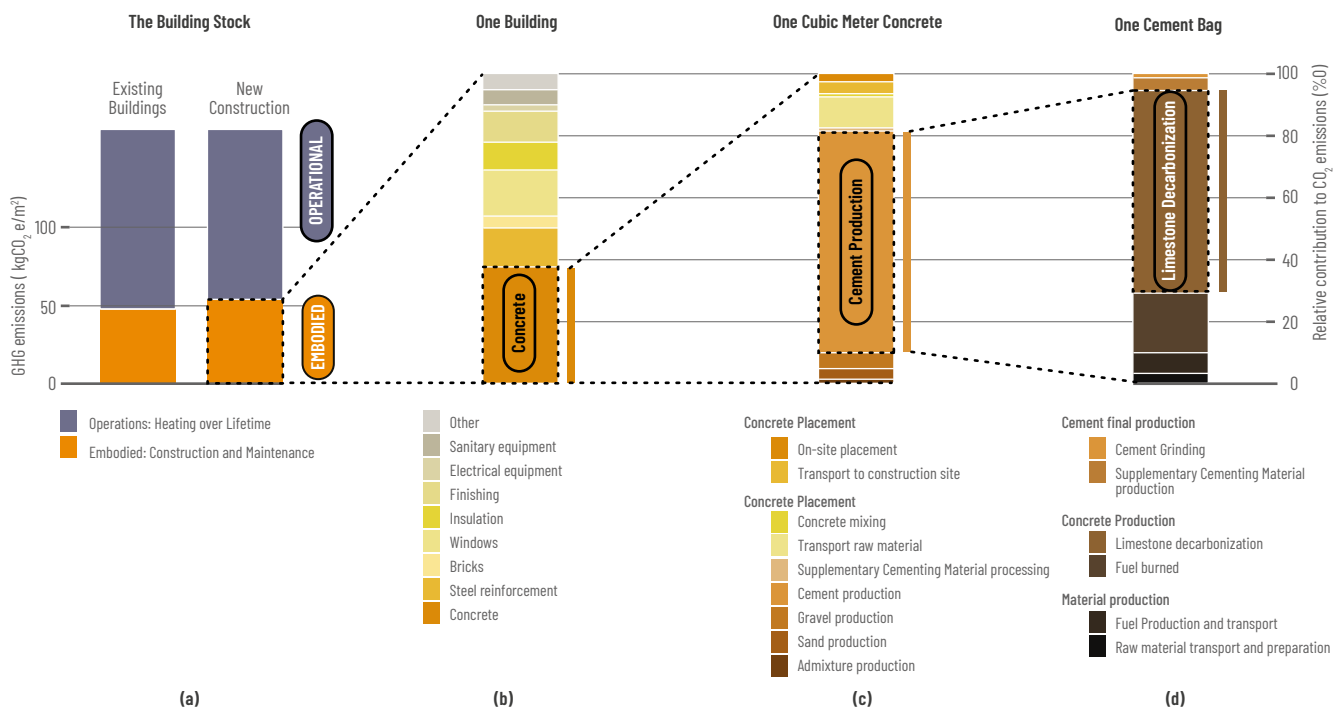 The Building Stock
One Building
One Cubic Meter Concrete
One Cement Bag
Existing
Buildings
New
Construction
OPERATIONAL
EMBODIED
GHG emissions ( kgCO₂ e/m²)
100
50
0
Concrete
Cement Production
Limestone Decarbonization
100
80
60
40
20
0
Relative contribution to CO₂ emissions (%0)
Operations: Heating over Lifetime
Embodied: Construction and Maintenance
Other
Sanitary equipment
Electrical equipment
Finishing
Insulation
Windows
Bricks
Steel reinforcement
Concrete
Concrete Placement
On-site placement
Transport to construction site
Concrete Placement
Concrete mixing
Transport raw material
Supplementary Cementing Material processing
Cement production
Gravel production
Sand production
Admixture production
Cement final production
Cement Grinding
Supplementary Cementing Material
production
Concrete Production
Limestone decarbonization
Fuel burned
Material production
Fuel Production and transport
Raw material transport and preparation
(a)
(b)
(c)
(d)